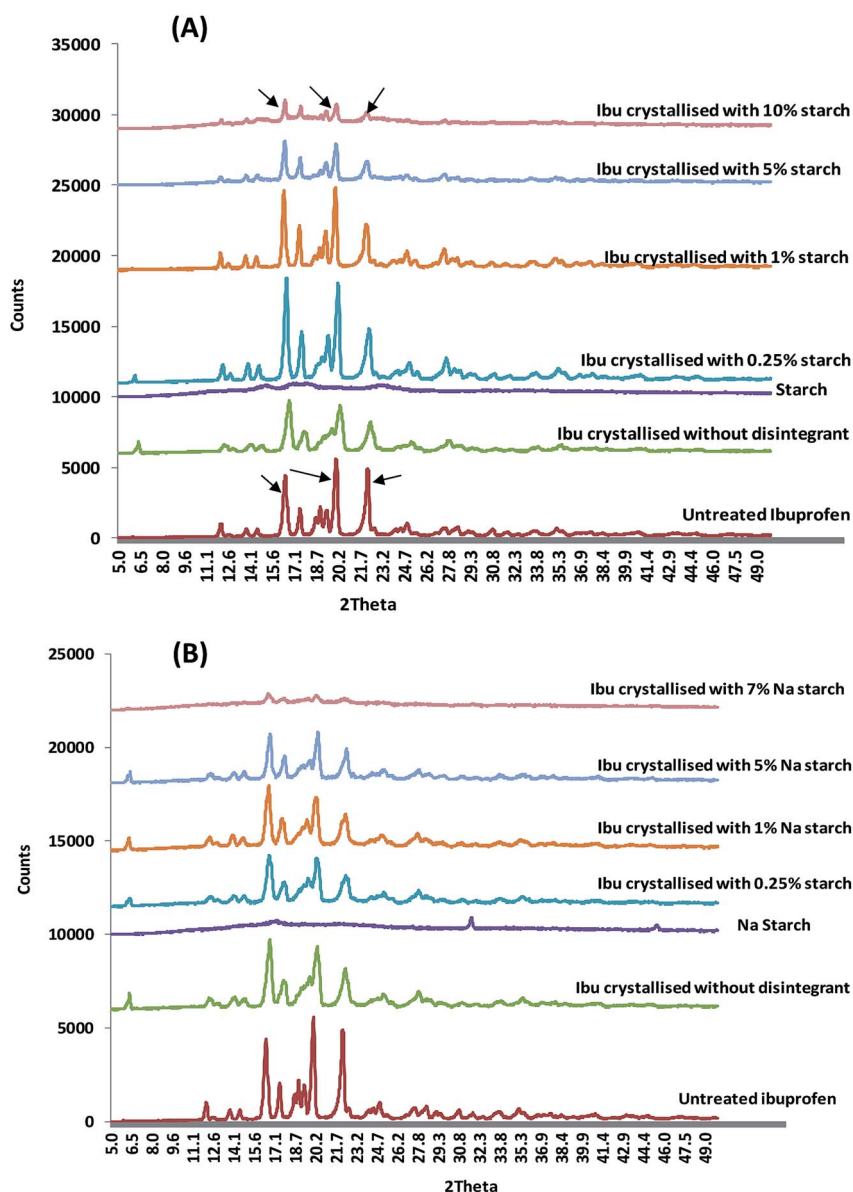 (A)
35000
30000
25000
20000
15000
10000
5000
0
Counts
Ibu crystallised with 10% starch
Ibu crystallised with 5% starch
Ibu crystallised with 1% starch
Ibu crystallised with 0.25% starch
Starch
Ibu crystallised without disintegrant
Untreated Ibuprofen
5.0 6.5 8.0 9.6 11.1 12.6 14.1 15.6 17.1 18.7 20.2 21.7 23.2 24.7 26.2 27.8 29.3 30.8 32.3 33.8 35.3 36.9 38.4 39.9 41.4 42.9 44.4 46.0 47.5 49.0
2Theta
(B)
25000
20000
15000
10000
5000
0
Counts
Ibu crystallised with 7% Na starch
Ibu crystallised with 5% Na starch
Ibu crystallised with 1% Na starch
Ibu crystallised with 0.25% starch
Na Starch
Ibu crystallised without disintegrant
Untreated ibuprofen
5.0 6.5 8.0 9.6 11.1 12.6 14.1 15.6 17.1 18.7 20.2 21.7 23.2 24.7 26.2 27.8 29.3 30.8 32.3 33.8 35.3 36.9 38.4 39.9 41.4 42.9 44.4 46.0 47.5 49.0
2Theta